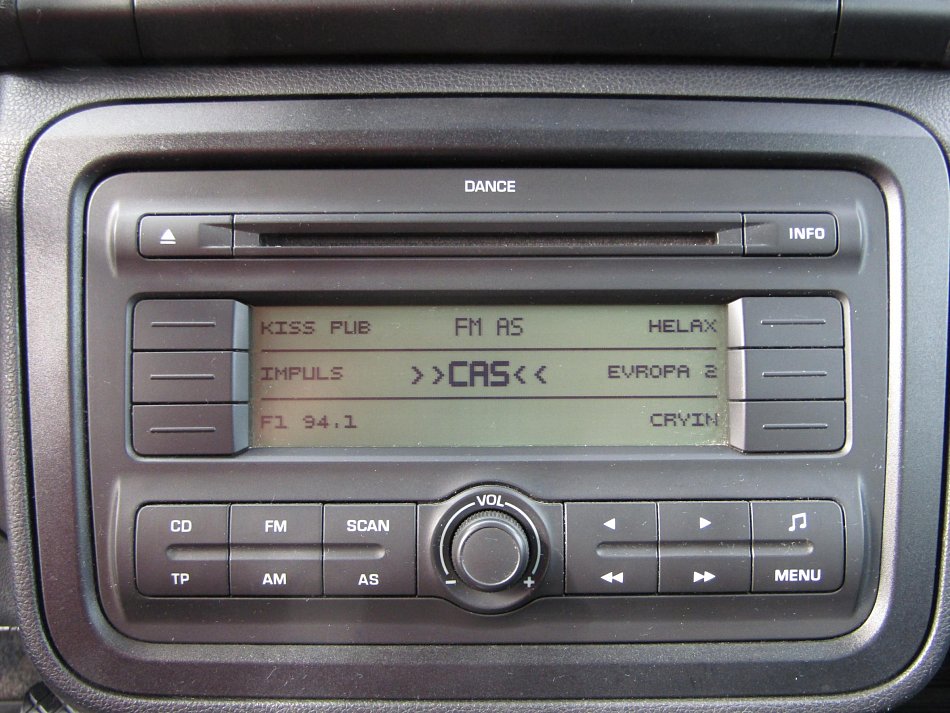 DANCE
INFO
KISS PUB FM AS HELAX
IMPULS >>CAS<< EVROPA 2
F1 94.1 CRYIN
VOL
CD FM SCAN
TP AM AS
- +
MENU